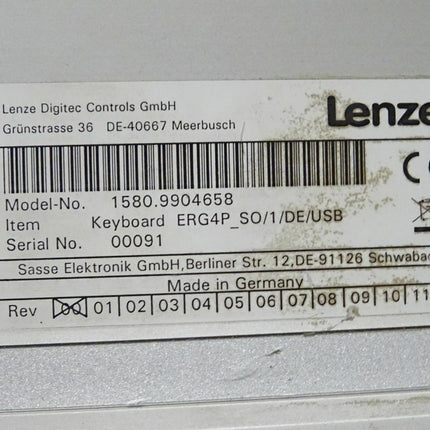 Lenze Digitec Controls GmbH
Grünstrasse 36 DE-40667 Meerbusch
Lenze
Model-No. 1580.9904658
Item Keyboard ERG4P_SO/1/DE/USB
Serial No. 00091
Sasse Elektronik GmbH, Berliner Str. 12, DE-91126 Schwabac
Made in Germany
Rev 00 01 02 03 04 05 06 07 08 09 10 11